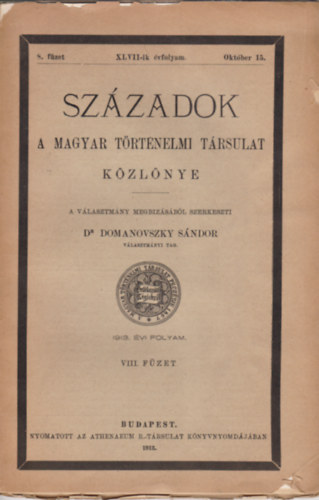 8. füzet XLVII-ik évfolyam. Október 15.
SZÁZADOK
A MAGYAR TÖRTÉNELMI TÁRSULAT
KÖZLÖNYE
A VÁLASZTMÁNY MEGBIZÁSÁBÓL SZERKESZTI
Dr DOMANOVSZKY SÁNDOR
VÁLASZTMÁNYI TAG.
1913. ÉVI FOLYAM.
VIII. FÜZET
BUDAPEST.
NYOMATOTT AZ ATHENAEUM R.-TÁRSULAT KÖNYVNYOMDÁJÁBAN
1913.